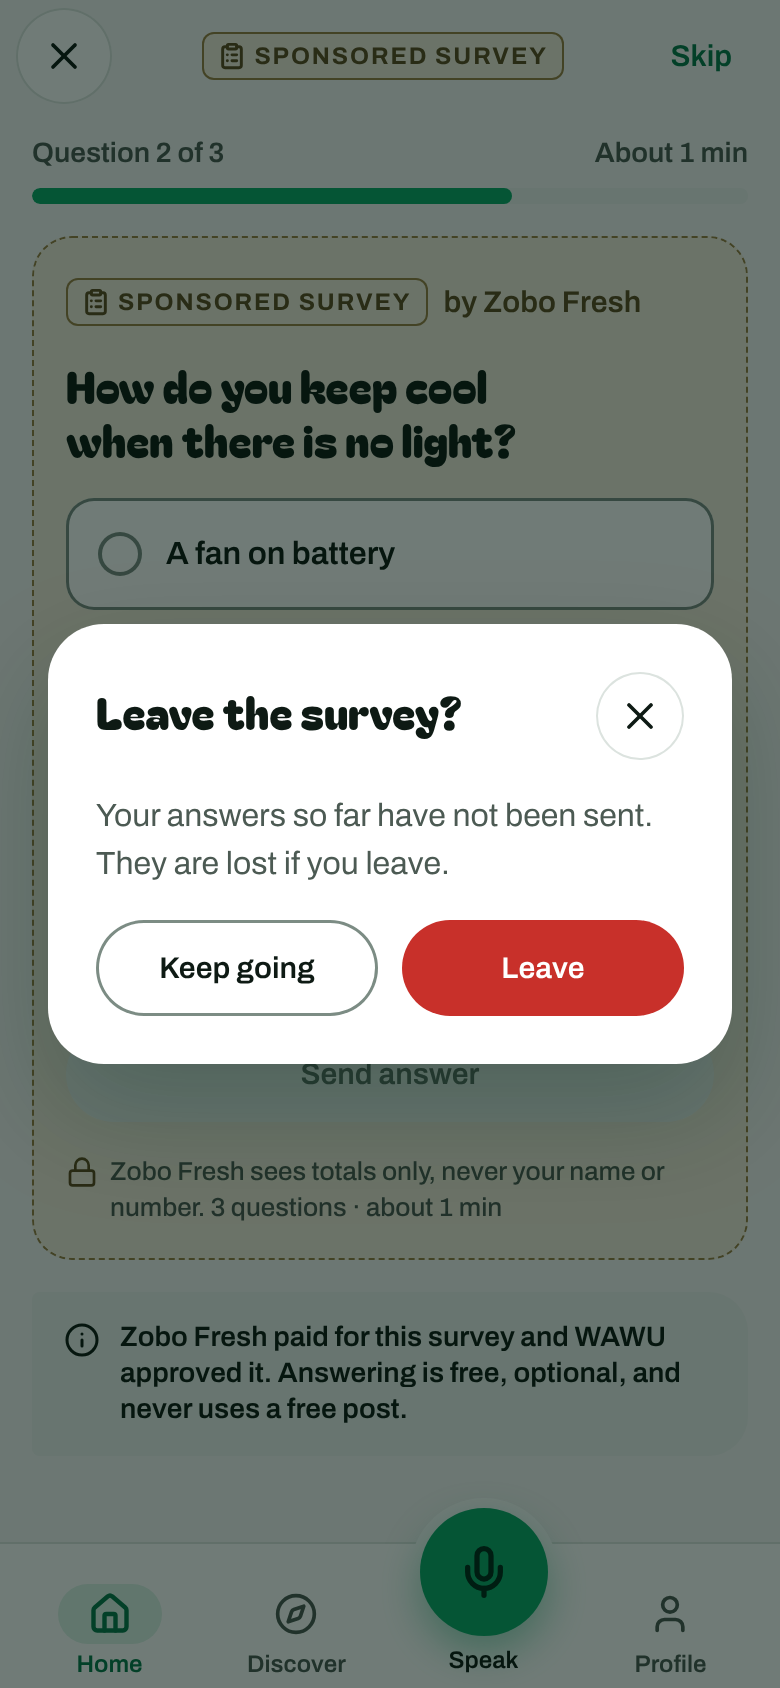 SPONSORED SURVEY
Skip
Question 2 of 3
About 1 min
SPONSORED SURVEY by Zobo Fresh
How do you keep cool
when there is no light?
A fan on battery
Leave the survey?
Your answers so far have not been sent.
They are lost if you leave.
Keep going
Leave
Send answer
Zobo Fresh sees totals only, never your name or
number. 3 questions · about 1 min
Zobo Fresh paid for this survey and WAWU
approved it. Answering is free, optional, and
never uses a free post.
Home
Discover
Speak
Profile